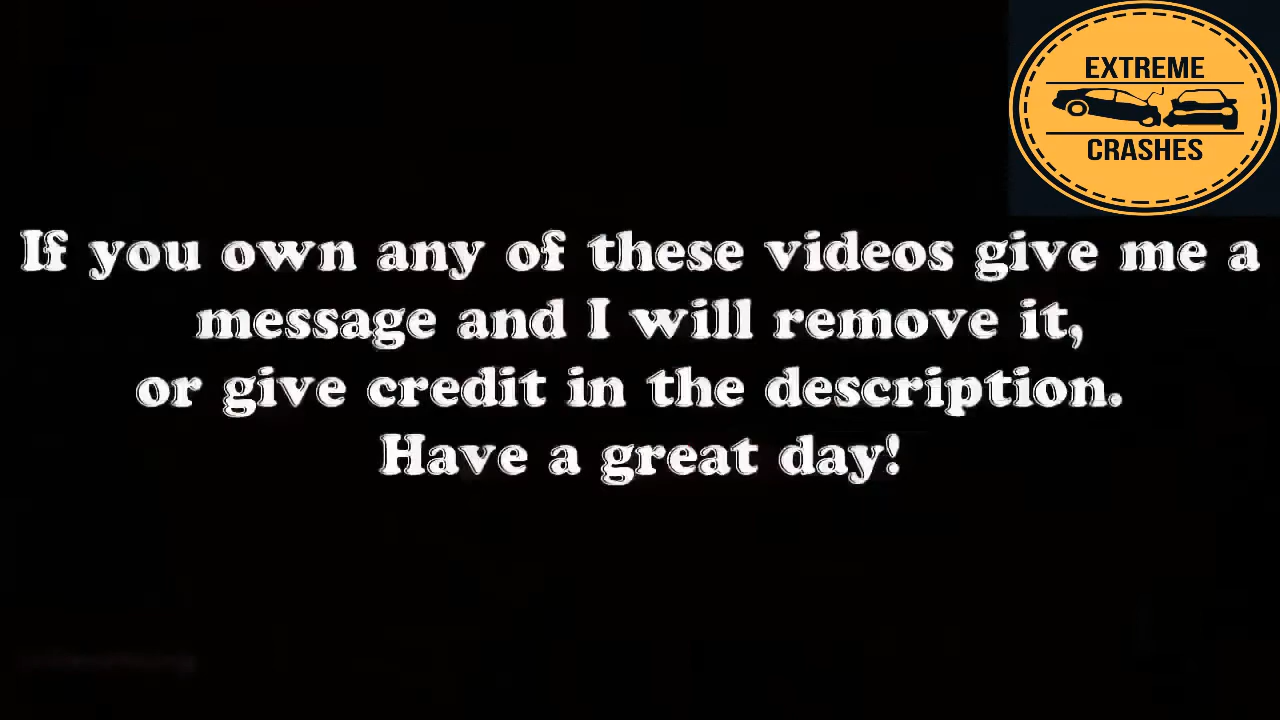 EXTREME
CRASHES
If you own any of these videos give me a
message and I will remove it,
or give credit in the description.
Have a great day!